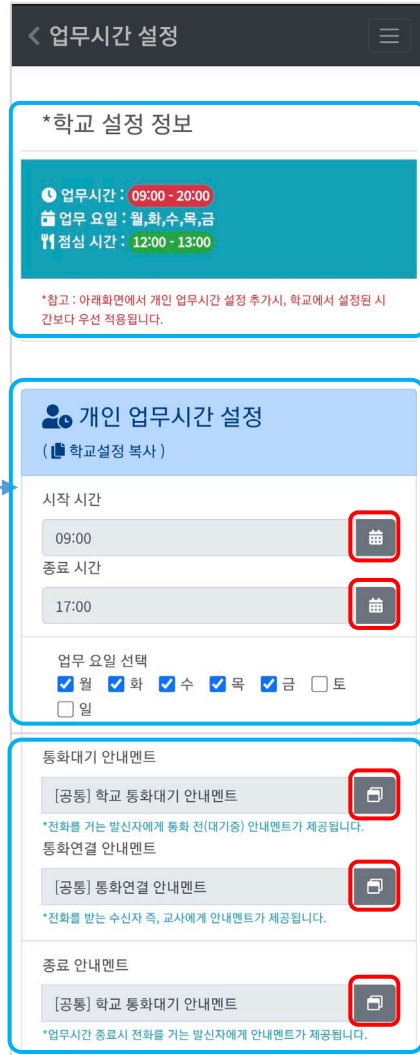 업무시간 설정
*학교 설정 정보
업무시간 : 09:00 - 20:00
업무 요일 : 월,화,수,목,금
점심 시간 : 12:00 - 13:00
*참고 : 아래화면에서 개인 업무시간 설정 추가시, 학교에서 설정된 시
간보다 우선 적용됩니다.
개인 업무시간 설정
( 학교설정 복사 )
시작 시간
09:00
종료 시간
17:00
업무 요일 선택
월 화 수 목 금 토
일
통화대기 안내멘트
[공통] 학교 통화대기 안내멘트
*전화를 거는 발신자에게 통화 전(대기중) 안내멘트가 제공됩니다.
통화연결 안내멘트
[공통] 통화연결 안내멘트
*전화를 받는 수신자 즉, 교사에게 안내멘트가 제공됩니다.
종료 안내멘트
[공통] 학교 통화대기 안내멘트
*업무시간 종료시 전화를 거는 발신자에게 안내멘트가 제공됩니다.